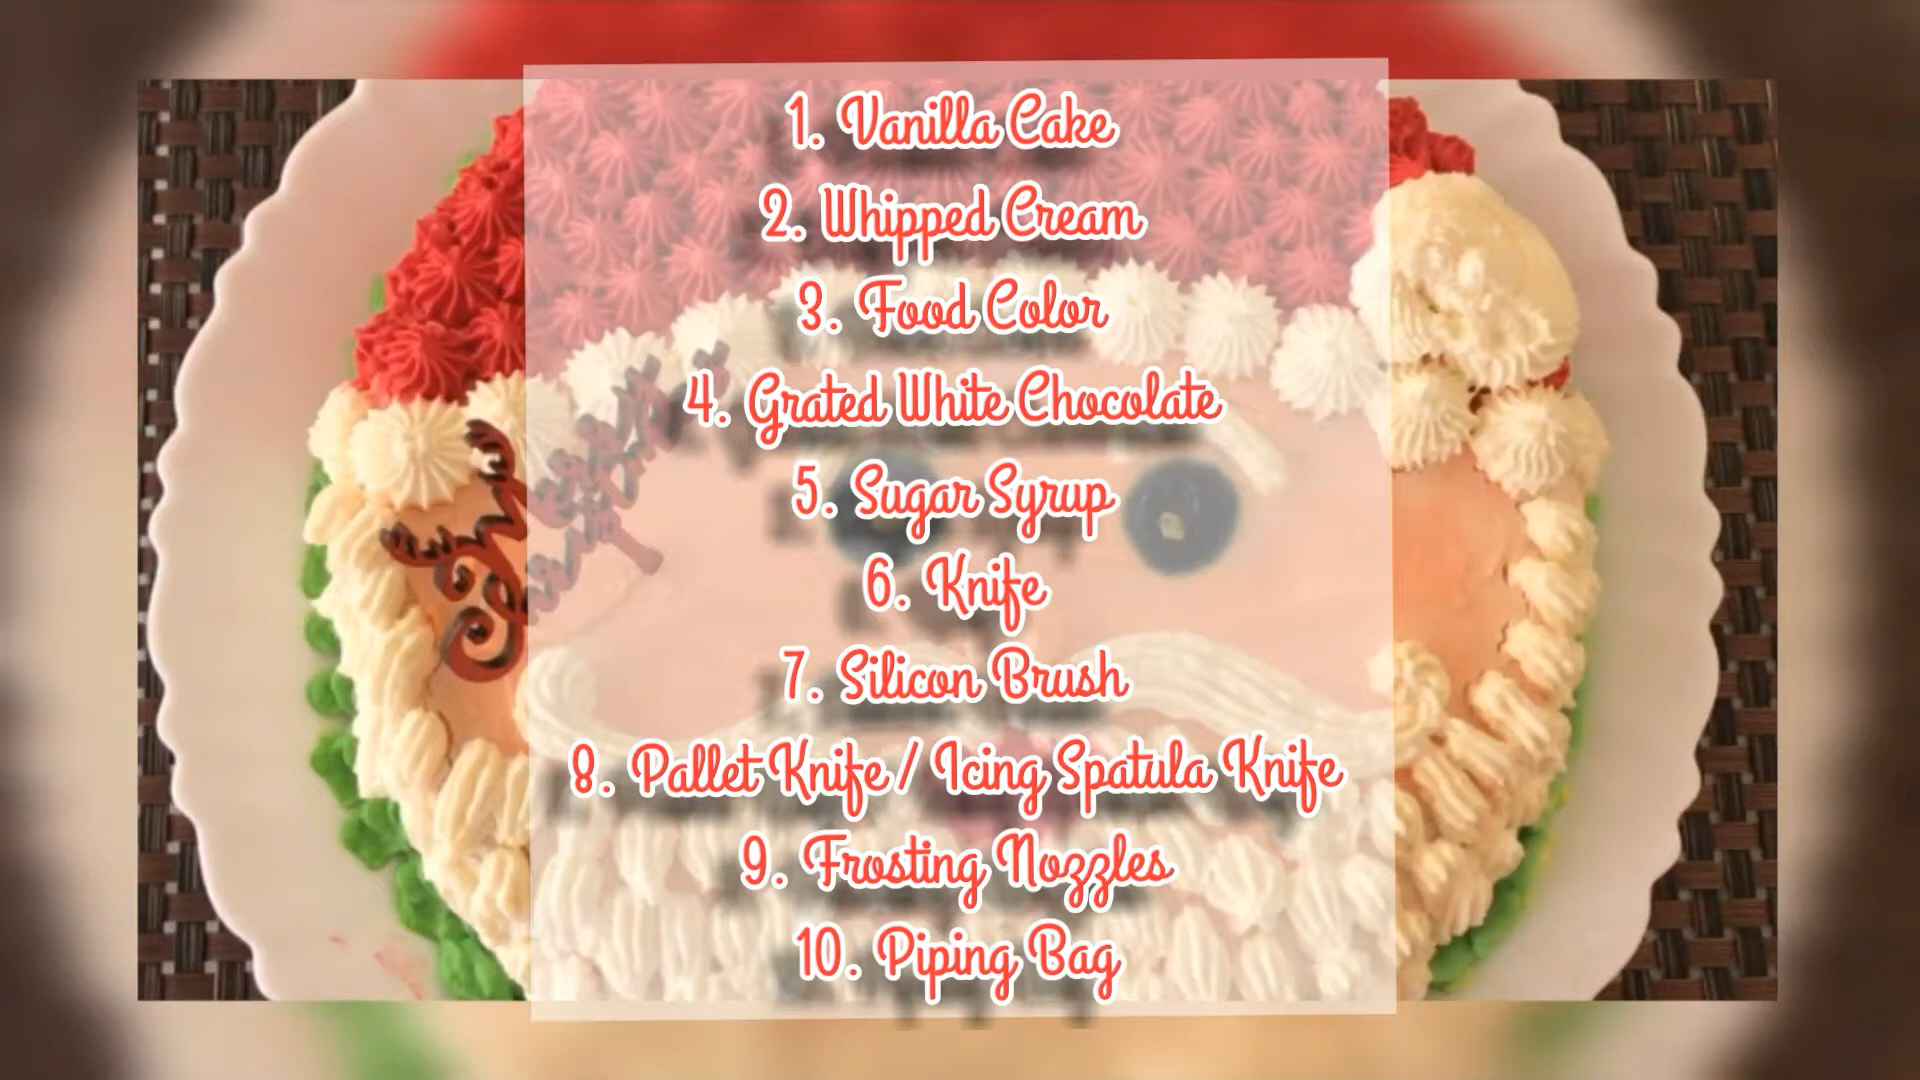 1. Vanilla Cake
2. Whipped Cream
3. Food Color
4. Grated White Chocolate
5. Sugar Syrup
6. Knife
7. Silicon Brush
8. Pallet Knife / Icing Spatula Knife
9. Frosting Nozzles
10. Piping Bag